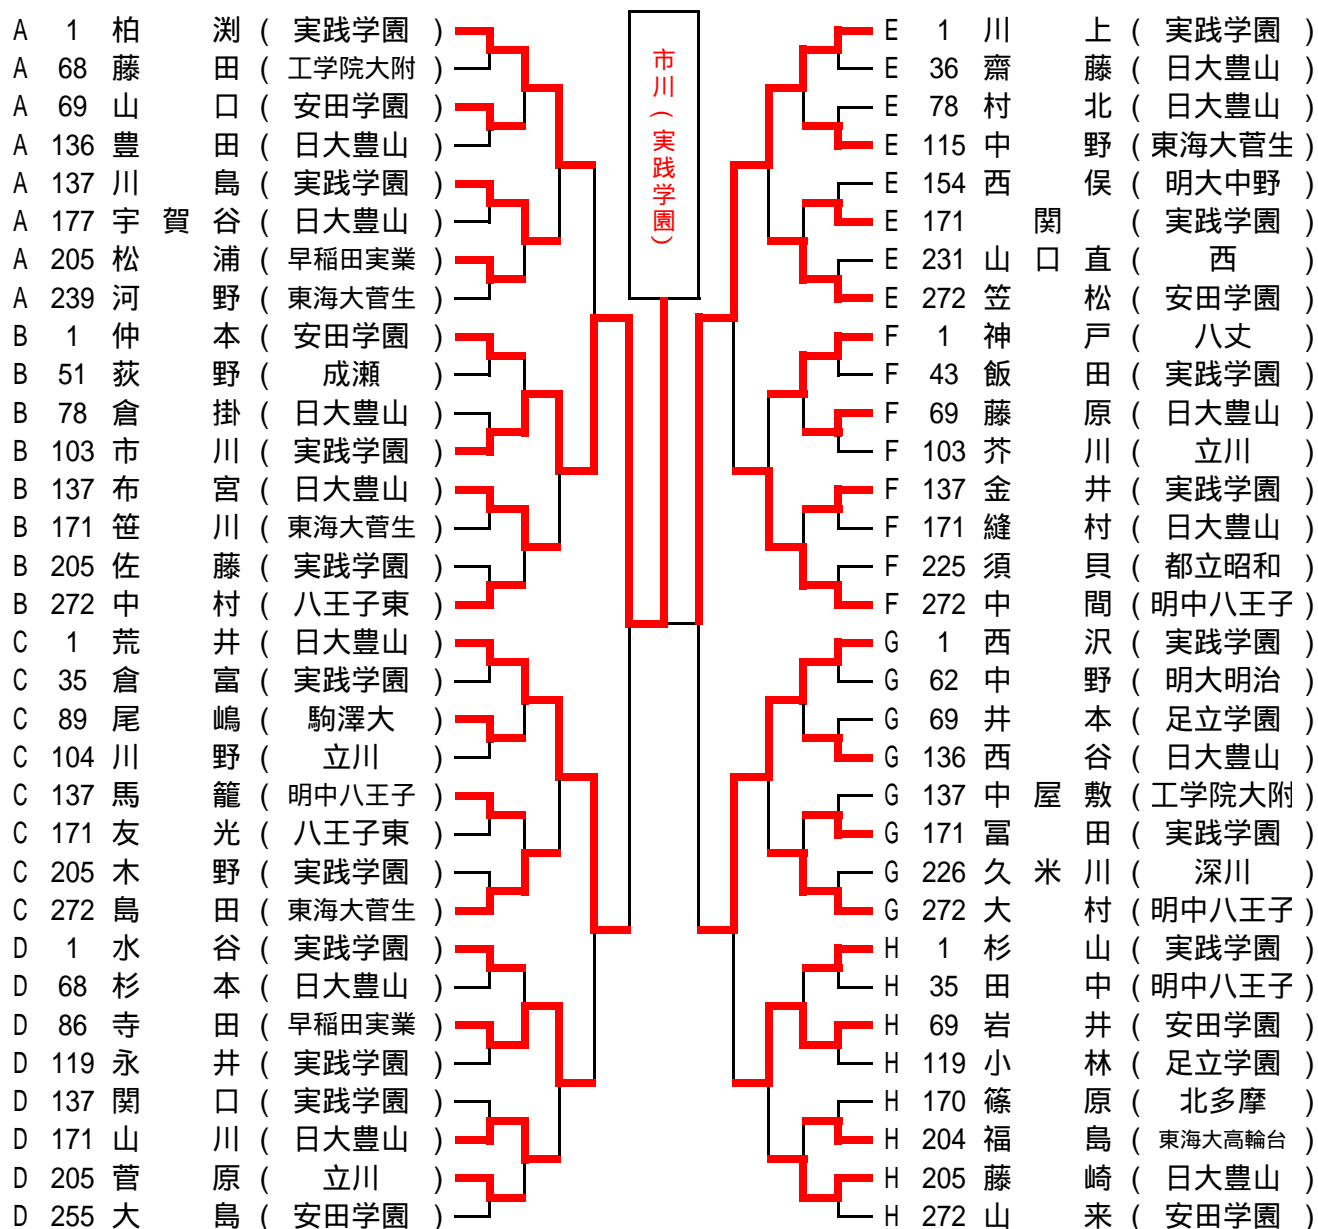 A 1 柏 渕 ( 実践学園 )
A 68 藤 田 ( 工学院大附 )
A 69 山 口 ( 安田学園 )
A 136 豊 田 ( 日大豊山 )
A 137 川 島 ( 実践学園 )
A 177 宇 賀 谷 ( 日大豊山 )
A 205 松 浦 ( 早稲田実業 )
A 239 河 野 ( 東海大菅生 )
B 1 仲 本 ( 安田学園 )
B 51 荻 野 ( 成瀬 )
B 78 倉 掛 ( 日大豊山 )
B 103 市 川 ( 実践学園 )
B 137 布 宮 ( 日大豊山 )
B 171 笹 川 ( 東海大菅生 )
B 205 佐 藤 ( 実践学園 )
B 272 中 村 ( 八王子東 )
C 1 荒 井 ( 日大豊山 )
C 35 倉 富 ( 実践学園 )
C 89 尾 嶋 ( 駒澤大 )
C 104 川 野 ( 立川 )
C 137 馬 籠 ( 明中八王子 )
C 171 友 光 ( 八王子東 )
C 205 木 野 ( 実践学園 )
C 272 島 田 ( 東海大菅生 )
D 1 水 谷 ( 実践学園 )
D 68 杉 本 ( 日大豊山 )
D 86 寺 田 ( 早稲田実業 )
D 119 永 井 ( 実践学園 )
D 137 関 口 ( 実践学園 )
D 171 山 川 ( 日大豊山 )
D 205 菅 原 ( 立川 )
D 255 大 島 ( 安田学園 )
市川(実践学園)
E 1 川 上 ( 実践学園 )
E 36 齋 藤 ( 日大豊山 )
E 78 村 北 ( 日大豊山 )
E 115 中 野 ( 東海大菅生 )
E 154 西 俣 ( 明大中野 )
E 171 関 ( 実践学園 )
E 231 山 口 直 ( 西 )
E 272 笠 松 ( 安田学園 )
F 1 神 戸 ( 八丈 )
F 43 飯 田 ( 実践学園 )
F 69 藤 原 ( 日大豊山 )
F 103 芥 川 ( 立川 )
F 137 金 井 ( 実践学園 )
F 171 縫 村 ( 日大豊山 )
F 225 須 貝 ( 都立昭和 )
F 272 中 間 ( 明中八王子 )
G 1 西 沢 ( 実践学園 )
G 62 中 野 ( 明大明治 )
G 69 井 本 ( 足立学園 )
G 136 西 谷 ( 日大豊山 )
G 137 中 屋 敷 ( 工学院大附 )
G 171 冨 田 ( 実践学園 )
G 226 久 米 川 ( 深川 )
G 272 大 村 ( 明中八王子 )
H 1 杉 山 ( 実践学園 )
H 35 田 中 ( 明中八王子 )
H 69 岩 井 ( 安田学園 )
H 119 小 林 ( 足立学園 )
H 170 篠 原 ( 北多摩 )
H 204 福 島 ( 東海大高輪台 )
H 205 藤 崎 ( 日大豊山 )
H 272 山 来 ( 安田学園 )